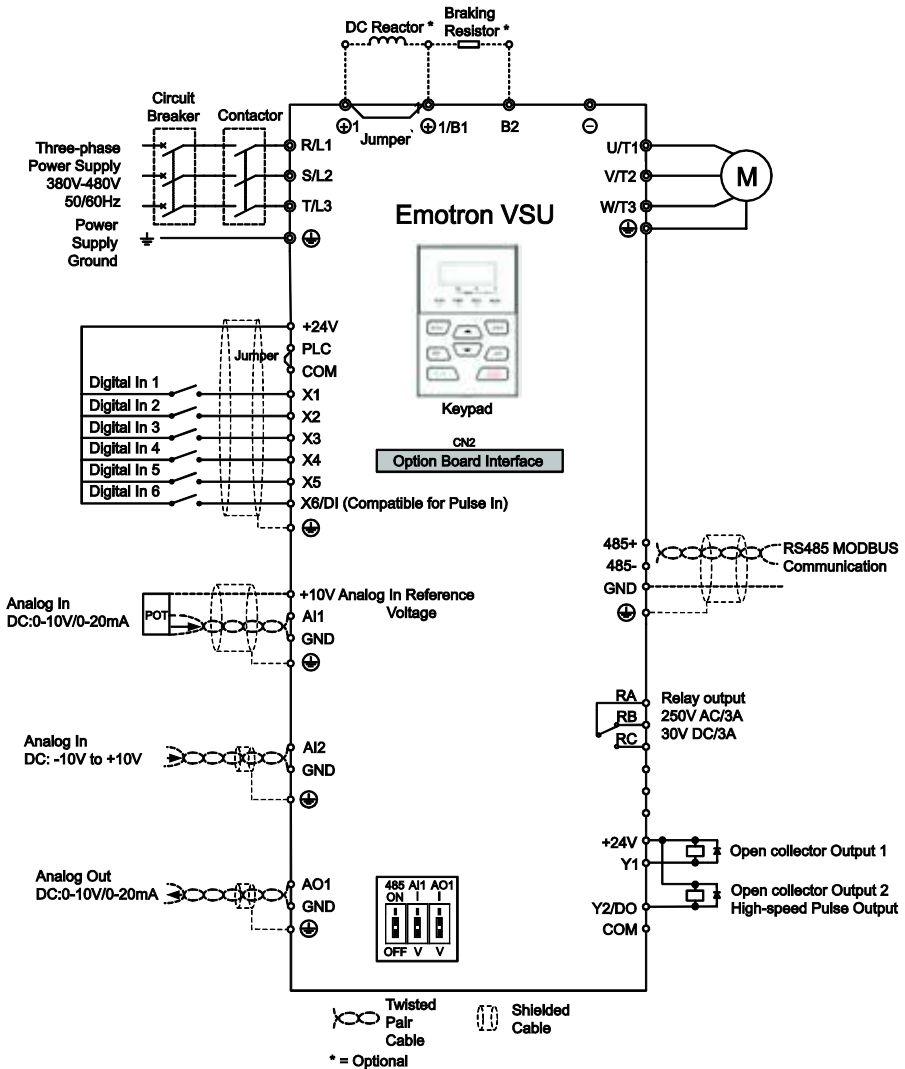 DC Reactor *
Braking
Resistor *
Circuit
Breaker
Contactor
1
Jumper
1/B1
B2
Three-phase
Power Supply
380V-480V
50/60Hz
Power
Supply
Ground
R/L1
S/L2
T/L3
U/T1
V/T2
W/T3
M
Emotron VSU
Keypad
CN2
Option Board Interface
+24V
PLC
Jumper
COM
Digital In 1
X1
Digital In 2
X2
Digital In 3
X3
Digital In 4
X4
Digital In 5
X5
Digital In 6
X6/DI (Compatible for Pulse In)
485+
485-
GND
RS485 MODBUS
Communication
Analog In
DC:0-10V/0-20mA
POT
+10V Analog In Reference
Voltage
AI1
GND
RA
RB
RC
Relay output
250V AC/3A
30V DC/3A
Analog In
DC: -10V to +10V
AI2
GND
+24V
Y1
Open collector Output 1
Y2/DO
COM
Open collector Output 2
High-speed Pulse Output
Analog Out
DC:0-10V/0-20mA
AO1
GND
485 AI1 AO1
ON I I
OFF V V
Twisted
Pair
Cable
Shielded
Cable
* = Optional